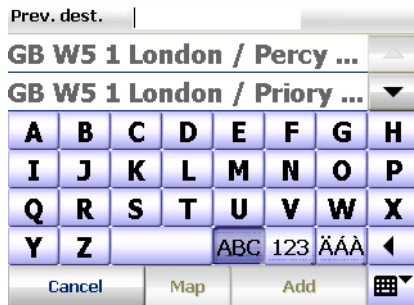 Prev. dest.
GB W5 1 London / Percy ...
GB W5 1 London / Priory ...
A B C D E F G H
I J K L M N O P
Q R S T U V W X
Y Z ABC 123 ÄÁÀ
Cancel Map Add